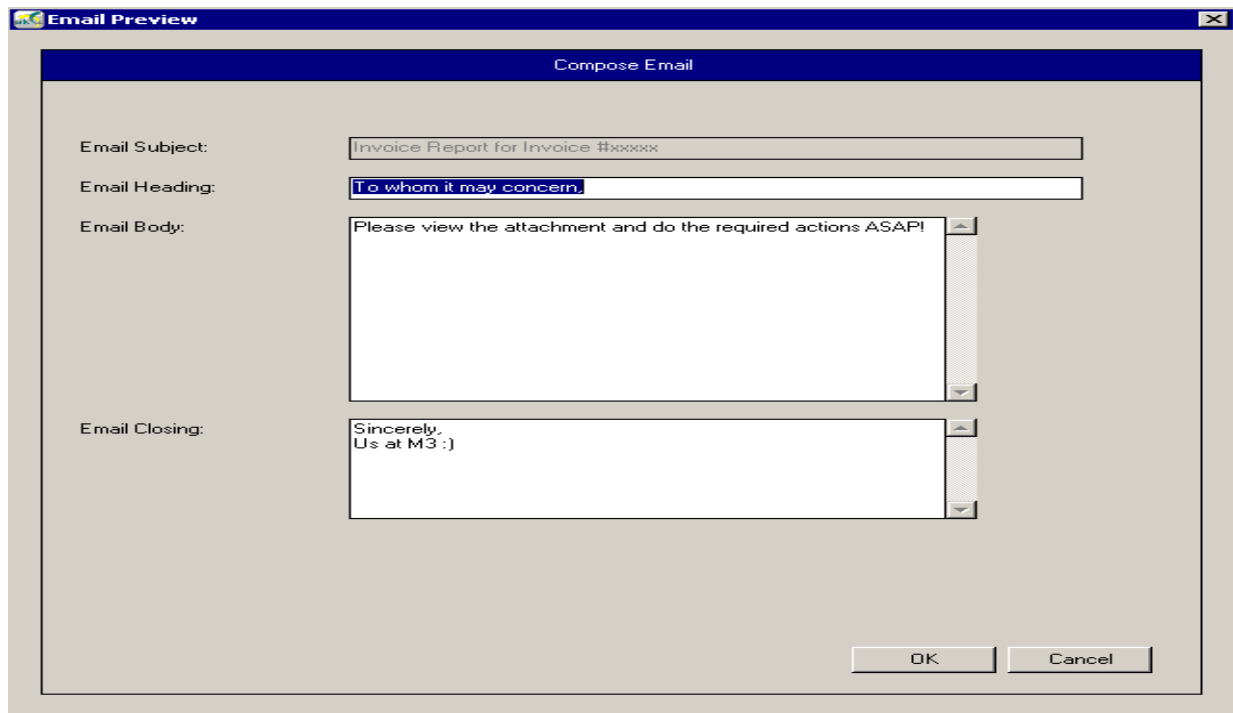 Email Preview
Compose Email
Email Subject: Invoice Report for Invoice #xxxxx
Email Heading: To whom it may concern,
Email Body: Please view the attachment and do the required actions ASAP!
Email Closing: Sincerely,
Us at M3 :)
OK Cancel